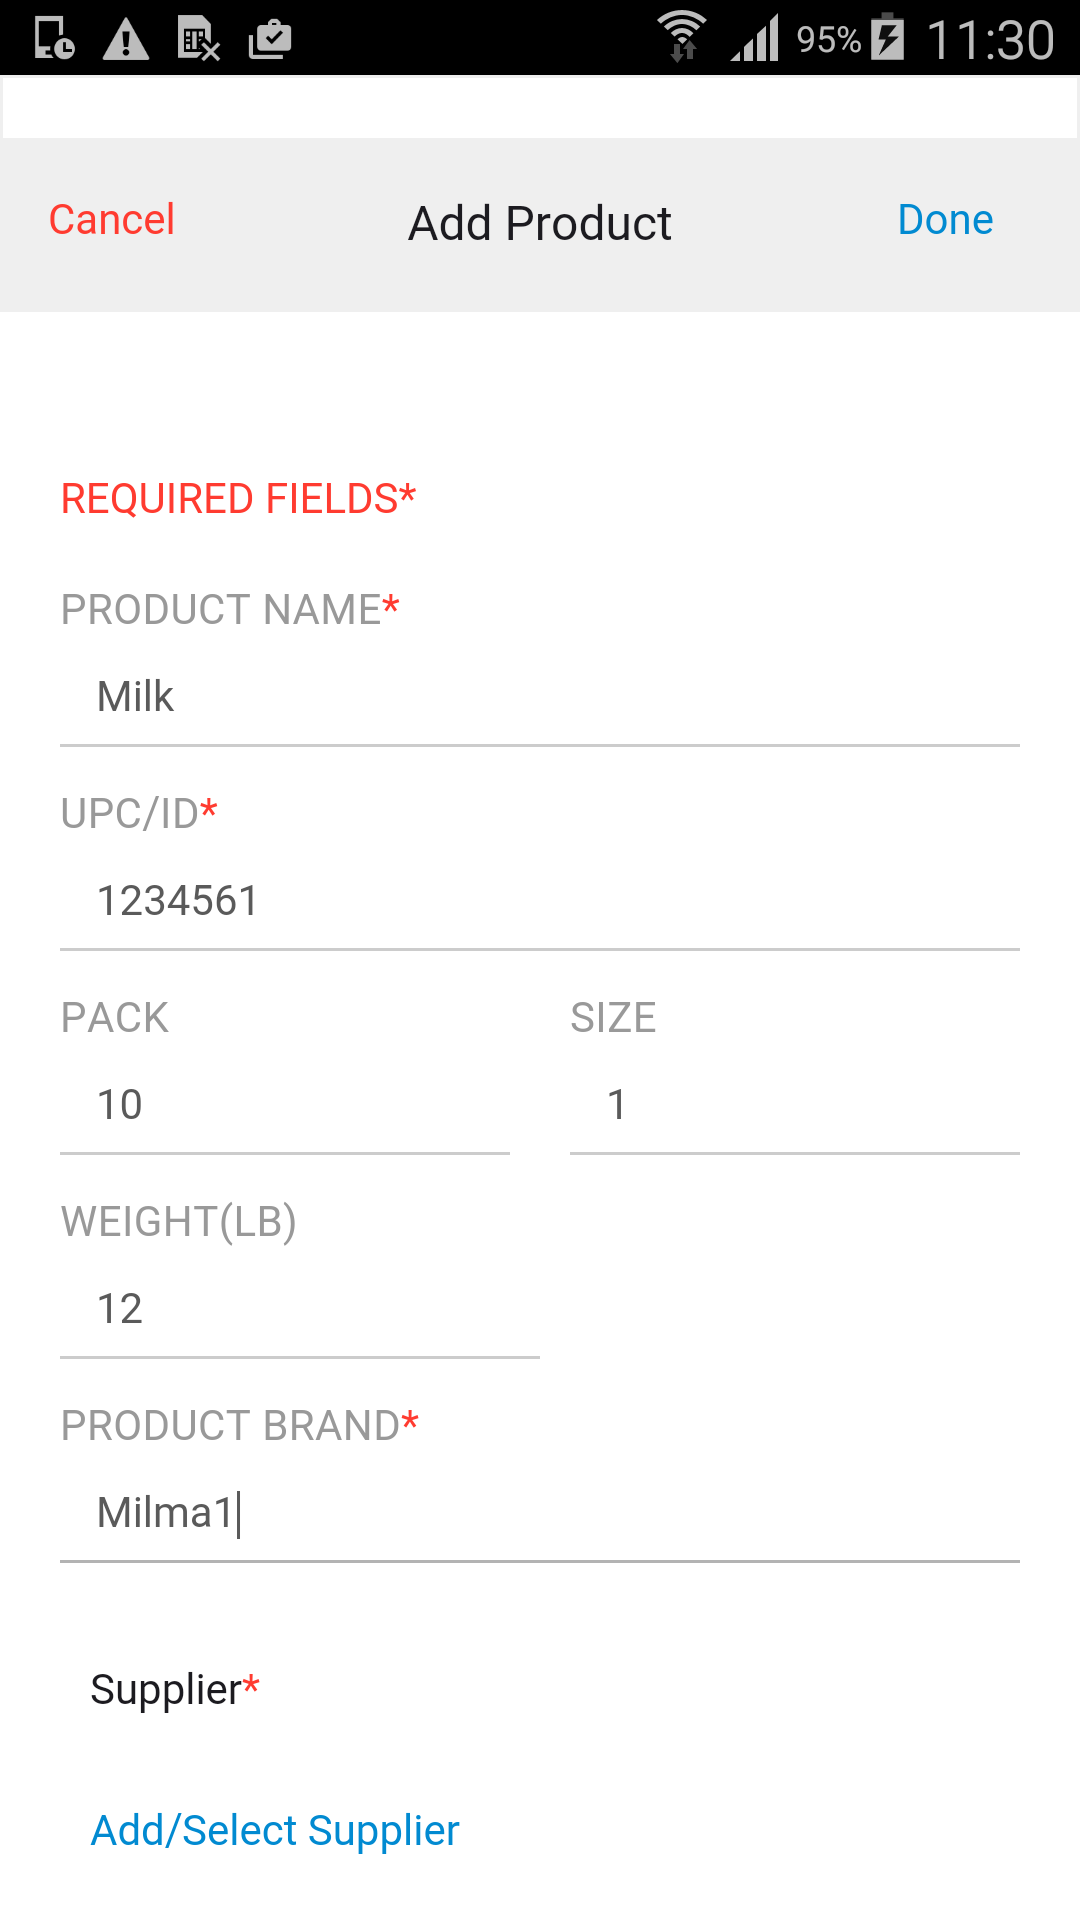 95% 11:30
Cancel Add Product Done
REQUIRED FIELDS*
PRODUCT NAME*
Milk
UPC/ID*
1234561
PACK SIZE
10 1
WEIGHT(LB)
12
PRODUCT BRAND*
Milma1
Supplier*
Add/Select Supplier